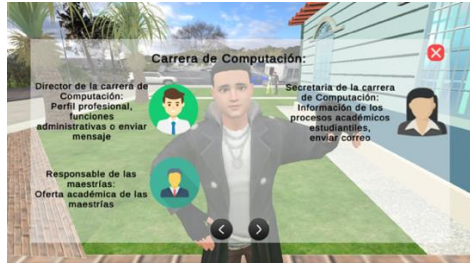 Carrera de Computación:
Director de la carrera de
Computación:
Perfil profesional,
funciones
administrativas o enviar
mensaje
Secretaria de la carrera
de Computación:
Información de los
procesos académicos
estudiantiles,
enviar correo
Responsable de las
maestrías:
Oferta académica de las
maestrías